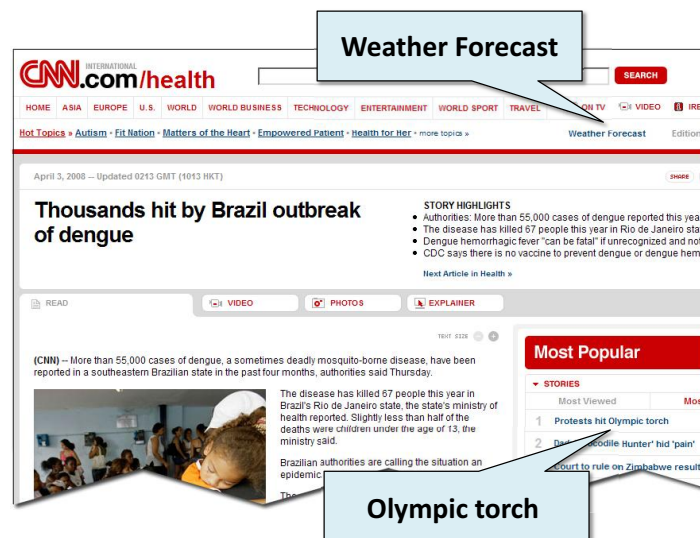 Weather Forecast
INTERNATIONAL
CNN.com/health
SEARCH
HOME ASIA EUROPE U.S. WORLD WORLD BUSINESS TECHNOLOGY ENTERTAINMENT WORLD SPORT TRAVEL ON TV VIDEO
Hot Topics » Autism • Fit Nation • Matters of the Heart • Empowered Patient • Health for Her • more topics »
Weather Forecast
April 3, 2008 -- Updated 0213 GMT (1013 HKT)
SHARE
Thousands hit by Brazil outbreak
of dengue
STORY HIGHLIGHTS
• Authorities: More than 55,000 cases of dengue reported this
• The disease has killed 67 people this year in Rio de Janeiro
• Dengue hemorrhagic fever "can be fatal" if unrecognized and
• CDC says there is no vaccine to prevent dengue or dengue
Next Article in Health »
READ VIDEO PHOTOS EXPLAINER
TEXT SIZE
(CNN) -- More than 55,000 cases of dengue, a sometimes deadly mosquito-borne disease, have been
reported in a southeastern Brazilian state in the past four months, authorities said Thursday.
The disease has killed 67 people this year in
Brazil's Rio de Janeiro state, the state's ministry of
health reported. Slightly less than half of the
deaths were children under the age of 13, the
ministry said.
Brazilian authorities are calling the situation an
epidemic.
Most Popular
STORIES
Most Viewed
1 Protests hit Olympic torch
2 Hunter' hid 'pain'
Court to rule on Zimbabwe
Olympic torch